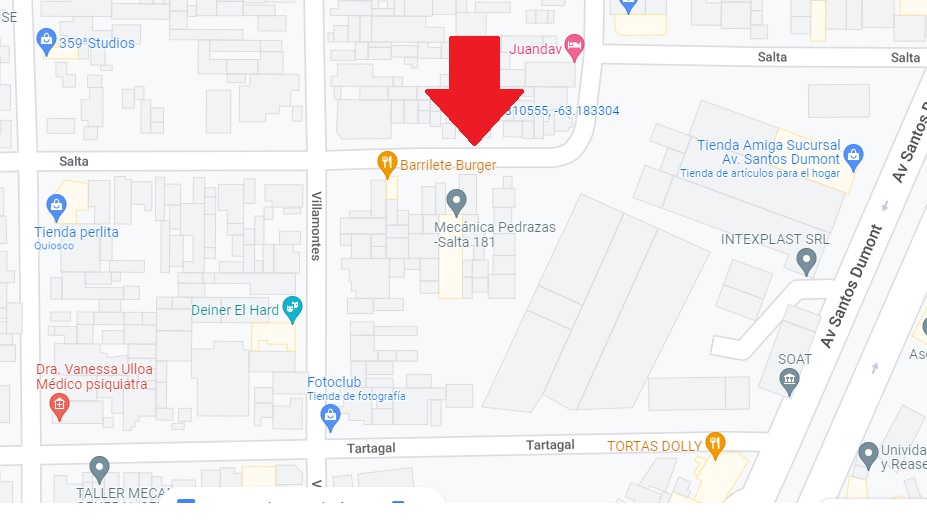 SE
359°Studios
Juandav
Salta
Salta
310555, -63.183304
Av Santos D
Tienda Amiga Sucursal
Av. Santos Dumont
Tienda de artículos para el hogar
Salta
Barrilete Burger
Villamontes
Mecánica Pedrazas
-Salta 181
Tienda perlita
Quiosco
INTEXPLAST SRL
Av Santos Dumont
Deiner El Hard
SOAT
Asc
Dra. Vanessa Ulloa
Médico psiquiatra
Fotoclub
Tienda de fotografía
Tartagal
Tartagal
TORTAS DOLLY
Univida
y Rease
TALLER MECA
V